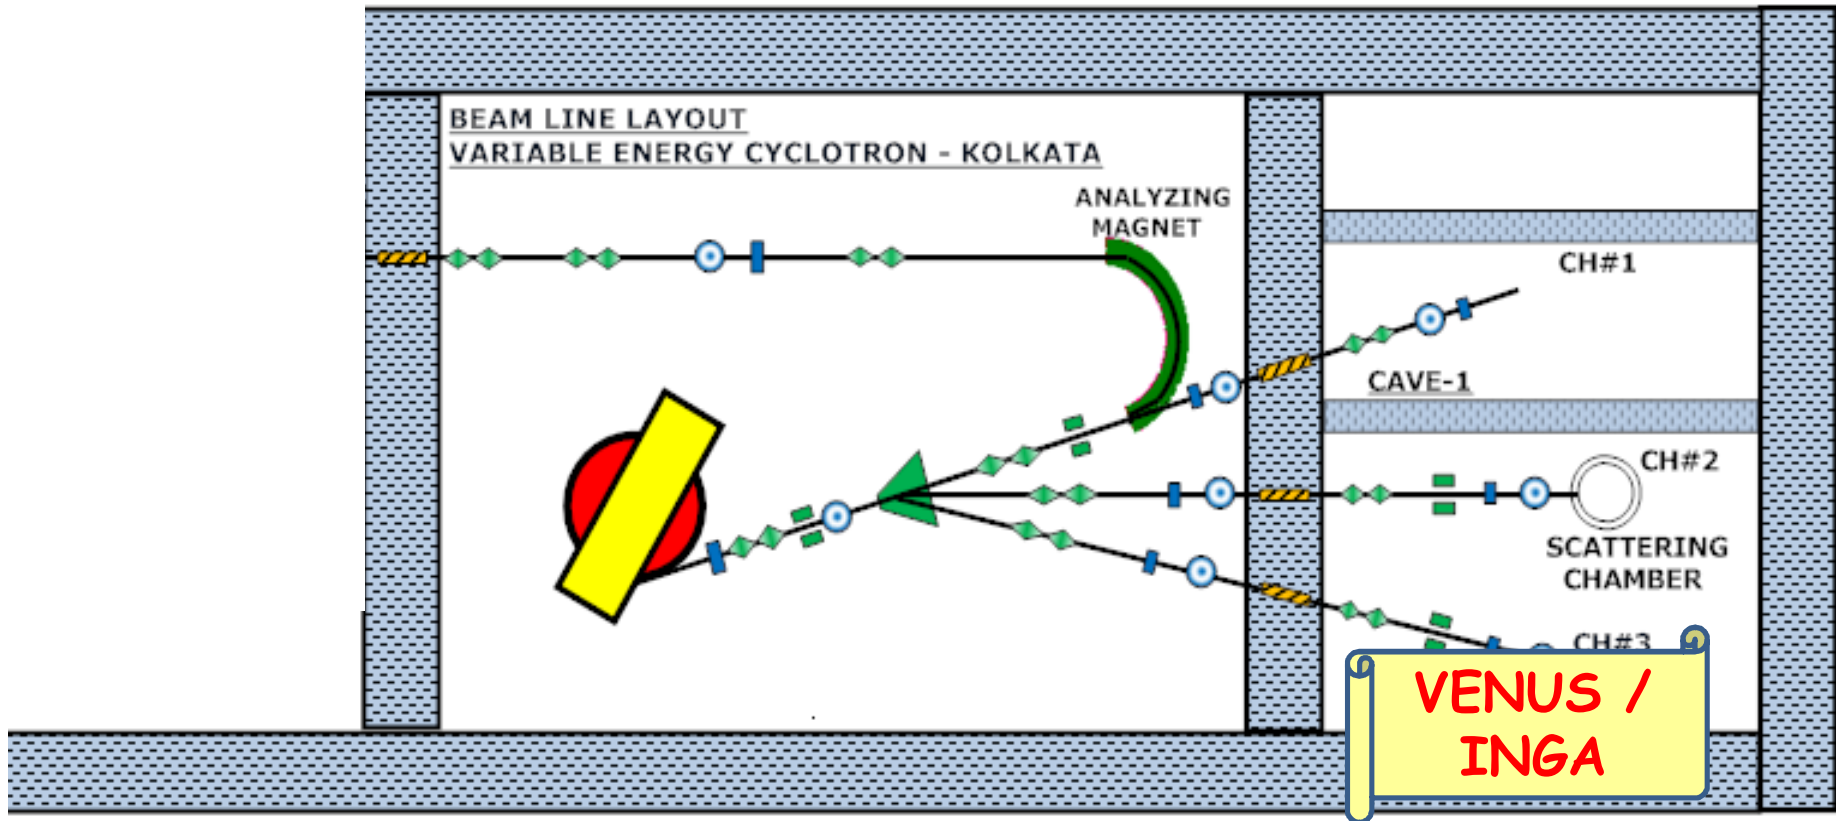 BEAM LINE LAYOUT
VARIABLE ENERGY CYCLOTRON - KOLKATA
ANALYZING
MAGNET
CH#1
CAVE-1
CH#2
SCATTERING
CHAMBER
CH#3
VENUS /
INGA